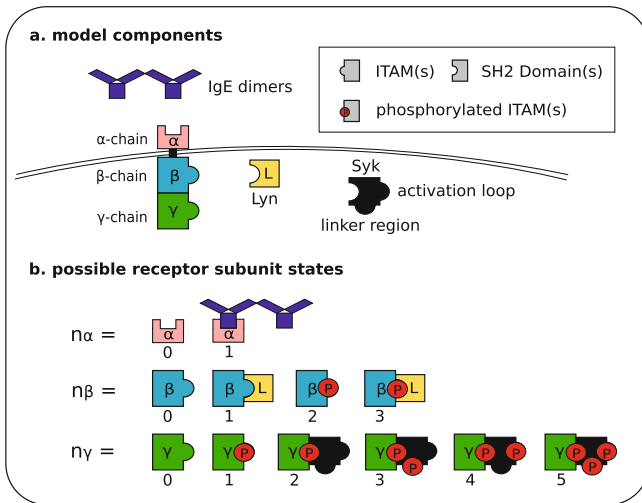 a. model components
IgE dimers
ITAM(s)
SH2 Domain(s)
P
phosphorylated ITAM(s)
α-chain
α
β-chain
β
γ-chain
γ
L
Lyn
Syk
activation loop
linker region
b. possible receptor subunit states
nα =
α
α
0
1
nβ =
β
β L
β P
β P L
0
1
2
3
nγ =
γ
γ P
γ P
γ P P
γ P P
γ P P P
0
1
2
3
4
5